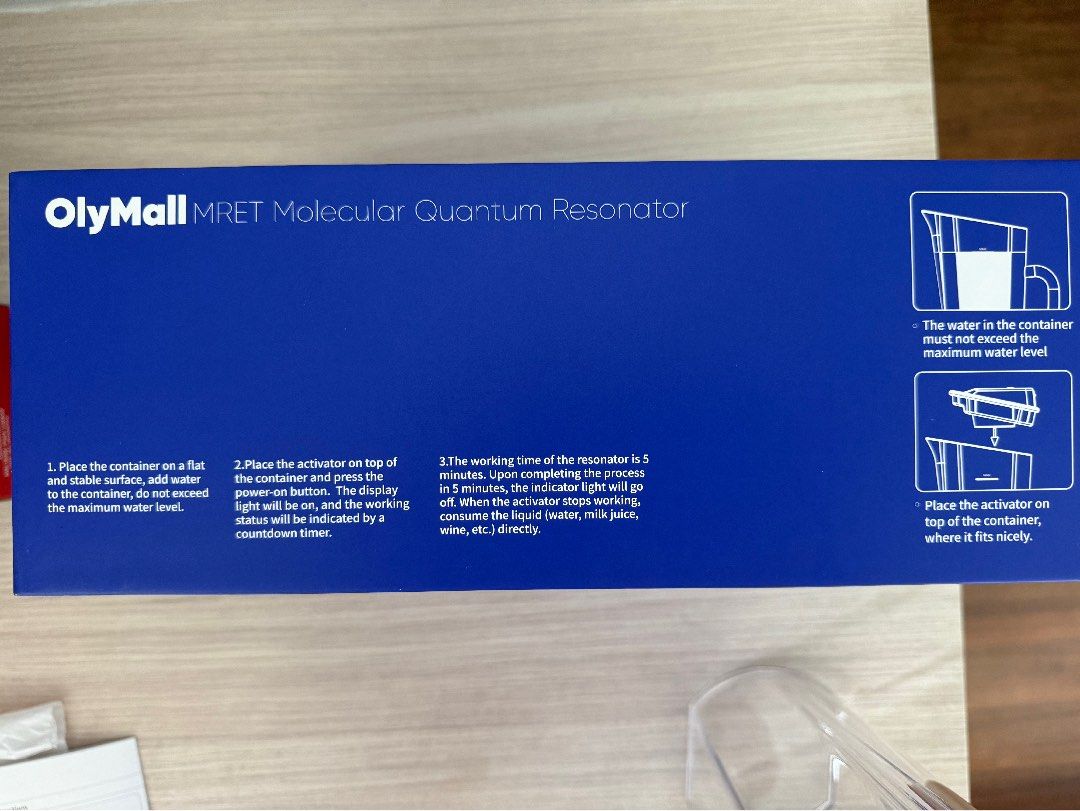 OlyMall MRET Molecular Quantum Resonator
1. Place the container on a flat
and stable surface, add water
to the container, do not exceed
the maximum water level.
2.Place the activator on top of
the container and press the
power-on button. The display
light will be on, and the working
status will be indicated by a
countdown timer.
3.The working time of the resonator is 5
minutes. Upon completing the process
in 5 minutes, the indicator light will go
off. When the activator stops working,
consume the liquid (water, milk juice,
wine, etc.) directly.
The water in the container
must not exceed the
maximum water level
Place the activator on
top of the container,
where it fits nicely.